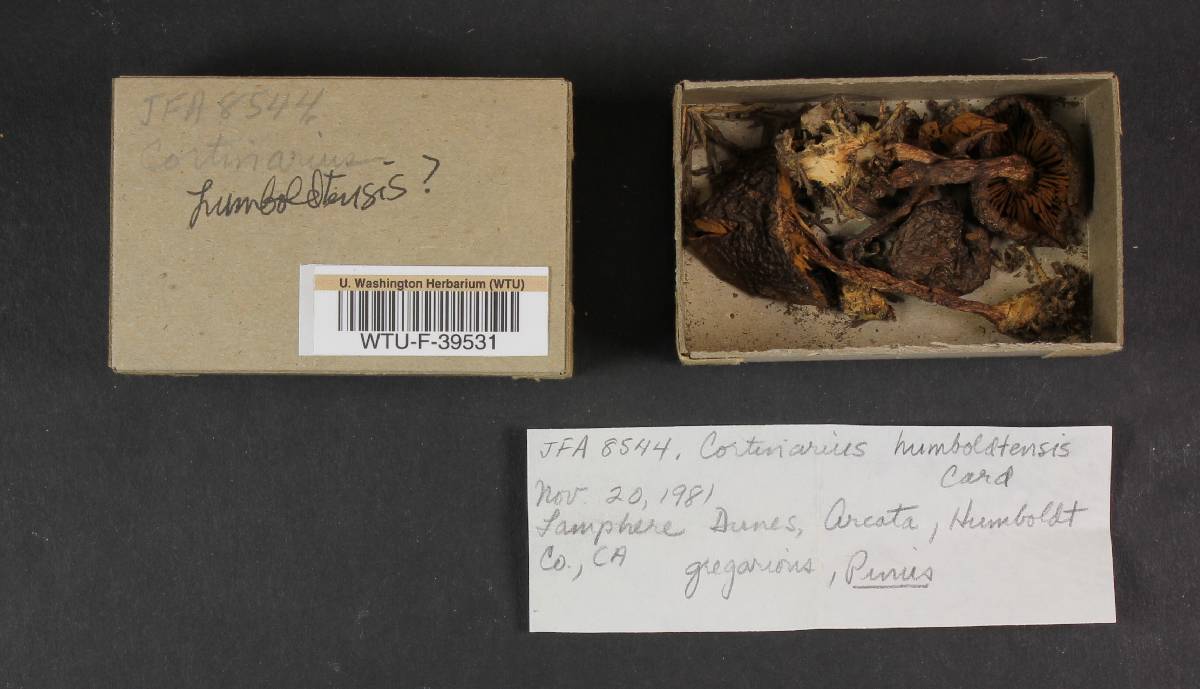 JFA 8544
Cortinarius
humboldtensis?
U. Washington Herbarium (WTU)
WTU-F-39531
JFA 8544. Cortinarius humboldtensis
Card
Nov. 20, 1981
Lamphere Dunes, Arcata, Humboldt
Co., CA gregarious, Pinus